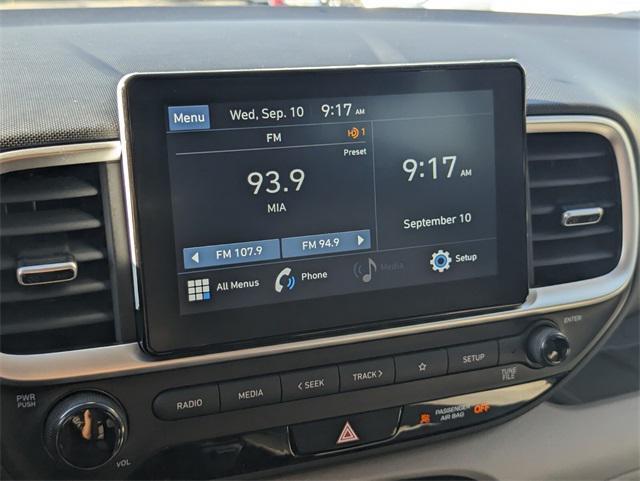 Menu Wed, Sep. 10 9:17 AM
FM 1
Preset
93.9
MIA
9:17 AM
September 10
FM 107.9 FM 94.9
All Menus Phone Media Setup
PWR
PUSH
VOL
RADIO MEDIA < SEEK TRACK > ☆ SETUP
ENTER
TUNE
FILE
PASSENGER
AIR BAG OFF